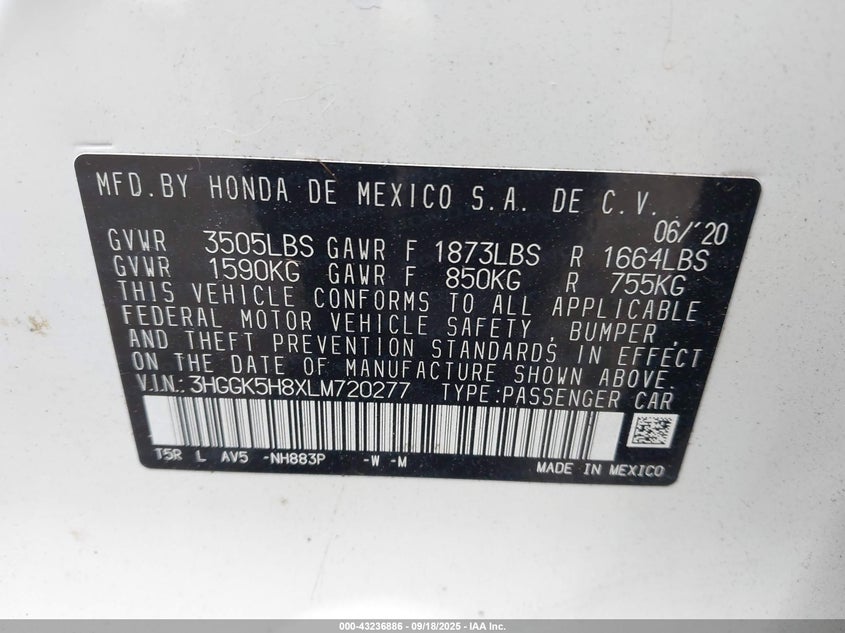 MFD. BY HONDA DE MEXICO S.A. DE C.V.
06/'20
GVWR 3505LBS GAWR F 1873LBS R 1664LBS
GVWR 1590KG GAWR F 850KG R 755KG
THIS VEHICLE CONFORMS TO ALL APPLICABLE
FEDERAL MOTOR VEHICLE SAFETY, BUMPER,
AND THEFT PREVENTION STANDARDS IN EFFECT
ON THE DATE OF MANUFACTURE SHOWN ABOVE.
V.I.N.: 3HGGK5H8XLM720277 TYPE:PASSENGER CAR
T5R L AV5 -NH883P -W -M
MADE IN MEXICO
000-43236886 - 09/18/2025 - IAA Inc.